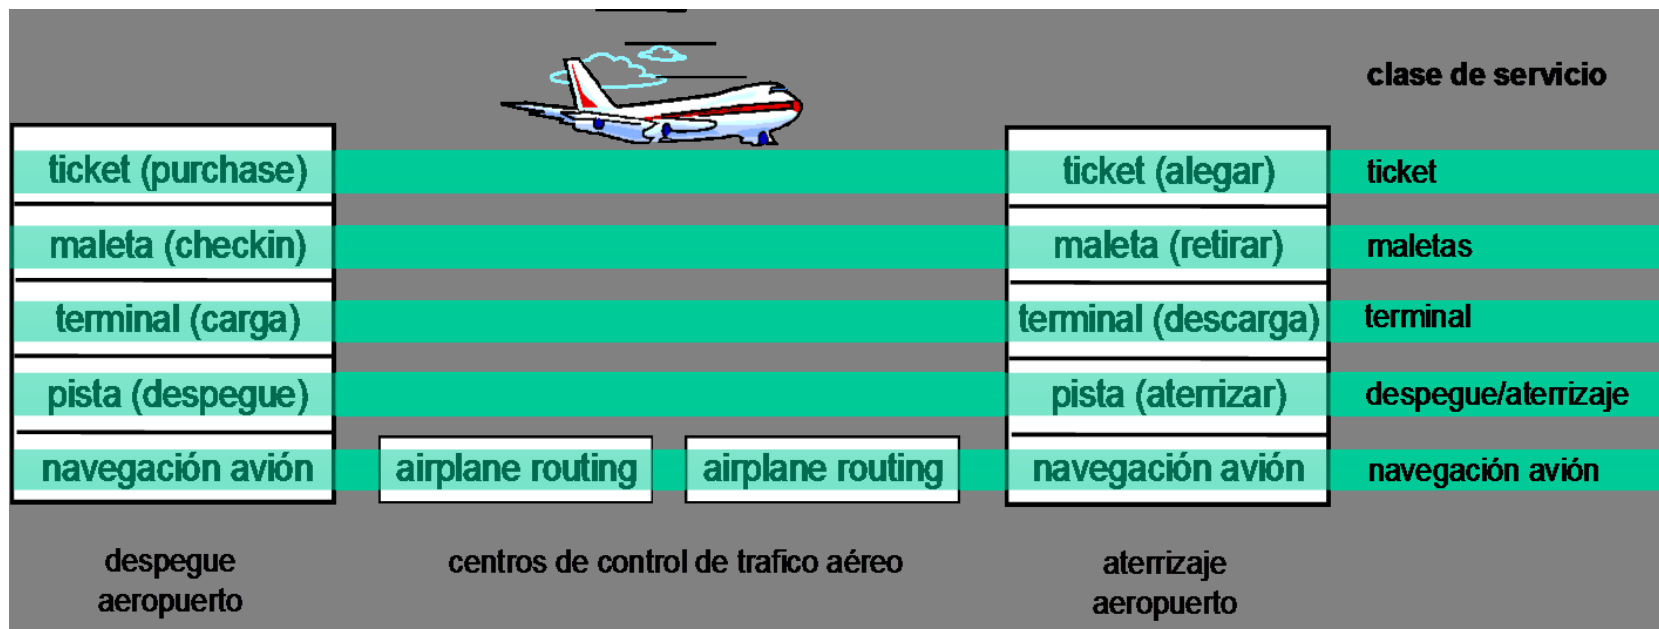 clase de servicio
ticket (purchase)
ticket (alegar)
ticket
maleta (checkin)
maleta (retirar)
maletas
terminal (carga)
terminal (descarga)
terminal
pista (despegue)
pista (aterrizar)
despegue/aterrizaje
navegación avión
airplane routing
airplane routing
navegación avión
navegación avión
despegue
aeropuerto
centros de control de trafico aéreo
aterrizaje
aeropuerto